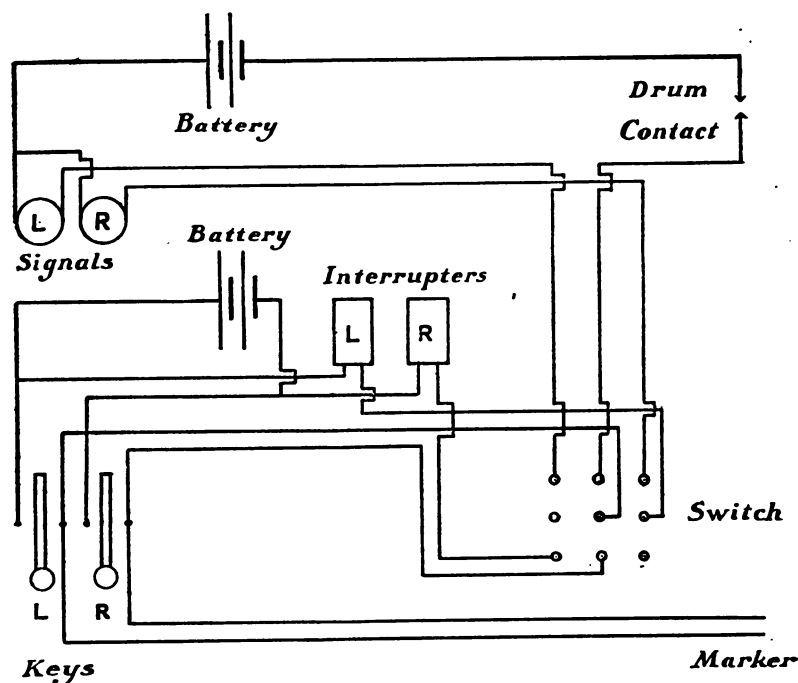 Drum
Contact
Battery
L R
Signals
Battery
Interrupters
L R
Switch
L R
Keys
Marker